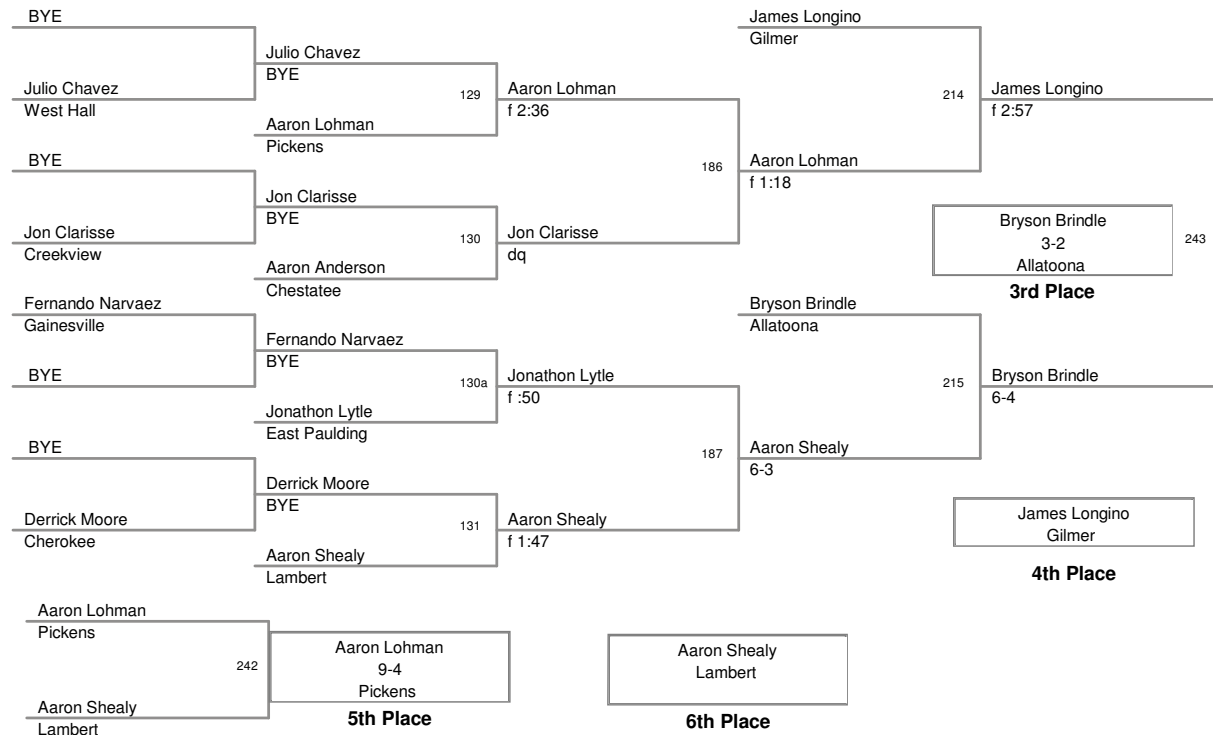 BYE
Julio Chavez
West Hall
Julio Chavez
BYE
129
Aaron Lohman
Pickens
Aaron Lohman
f 2:36
BYE
Jon Clarisse
Creekview
Jon Clarisse
BYE
130
Aaron Anderson
Chestatee
Jon Clarisse
dq
186
James Longino
Gilmer
Aaron Lohman
f 1:18
214
James Longino
f 2:57
Bryson Brindle
3-2
Allatoona
243
3rd Place
Fernando Narvaez
Gainesville
BYE
Fernando Narvaez
BYE
130a
Jonathon Lytle
East Paulding
Jonathon Lytle
f :50
BYE
Derrick Moore
Cherokee
Derrick Moore
BYE
131
Aaron Shealy
Lambert
Aaron Shealy
f 1:47
187
Bryson Brindle
Allatoona
Aaron Shealy
6-3
215
Bryson Brindle
6-4
James Longino
Gilmer
4th Place
Aaron Lohman
Pickens
242
Aaron Shealy
Lambert
Aaron Lohman
9-4
Pickens
5th Place
Aaron Shealy
Lambert
6th Place